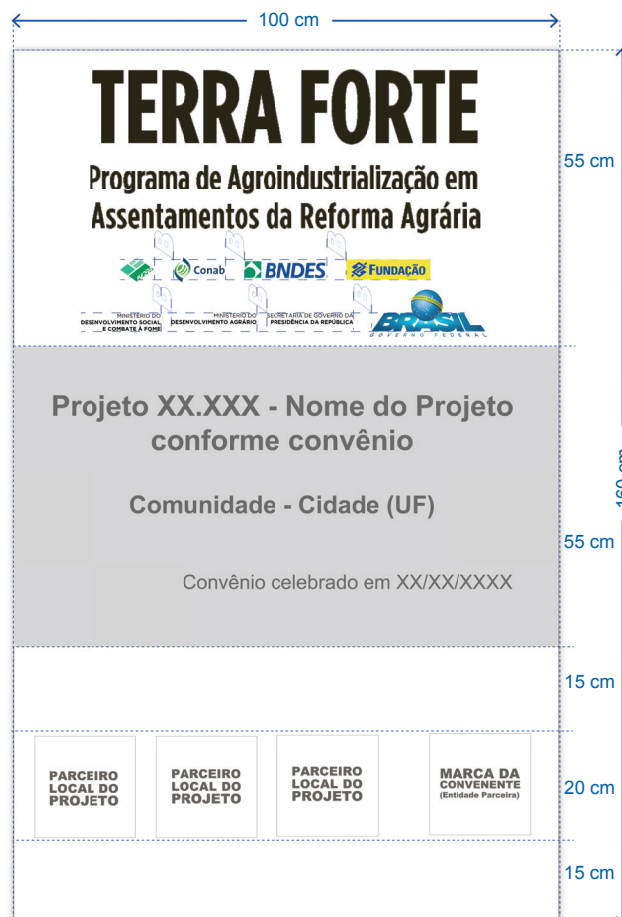 100 cm
TERRA FORTE
55 cm
Programa de Agroindustrialização em
Assentamentos da Reforma Agrária
Conab
BNDES
FUNDAÇÃO
MINISTÉRIO DO
DESENVOLVIMENTO SOCIAL
E COMBATE À FOME
MINISTÉRIO DO
DESENVOLVIMENTO AGRÁRIO
SECRETARIA DE GOVERNO DA
PRESIDÊNCIA DA REPÚBLICA
BRASIL
GOVERNO FEDERAL
Projeto XX.XXX - Nome do Projeto
conforme convênio
160 cm
Comunidade - Cidade (UF)
55 cm
Convênio celebrado em XX/XX/XXXX
15 cm
PARCEIRO
LOCAL DO
PROJETO
PARCEIRO
LOCAL DO
PROJETO
PARCEIRO
LOCAL DO
PROJETO
MARCA DA
CONVENENTE
(Entidade Parceira)
20 cm
15 cm